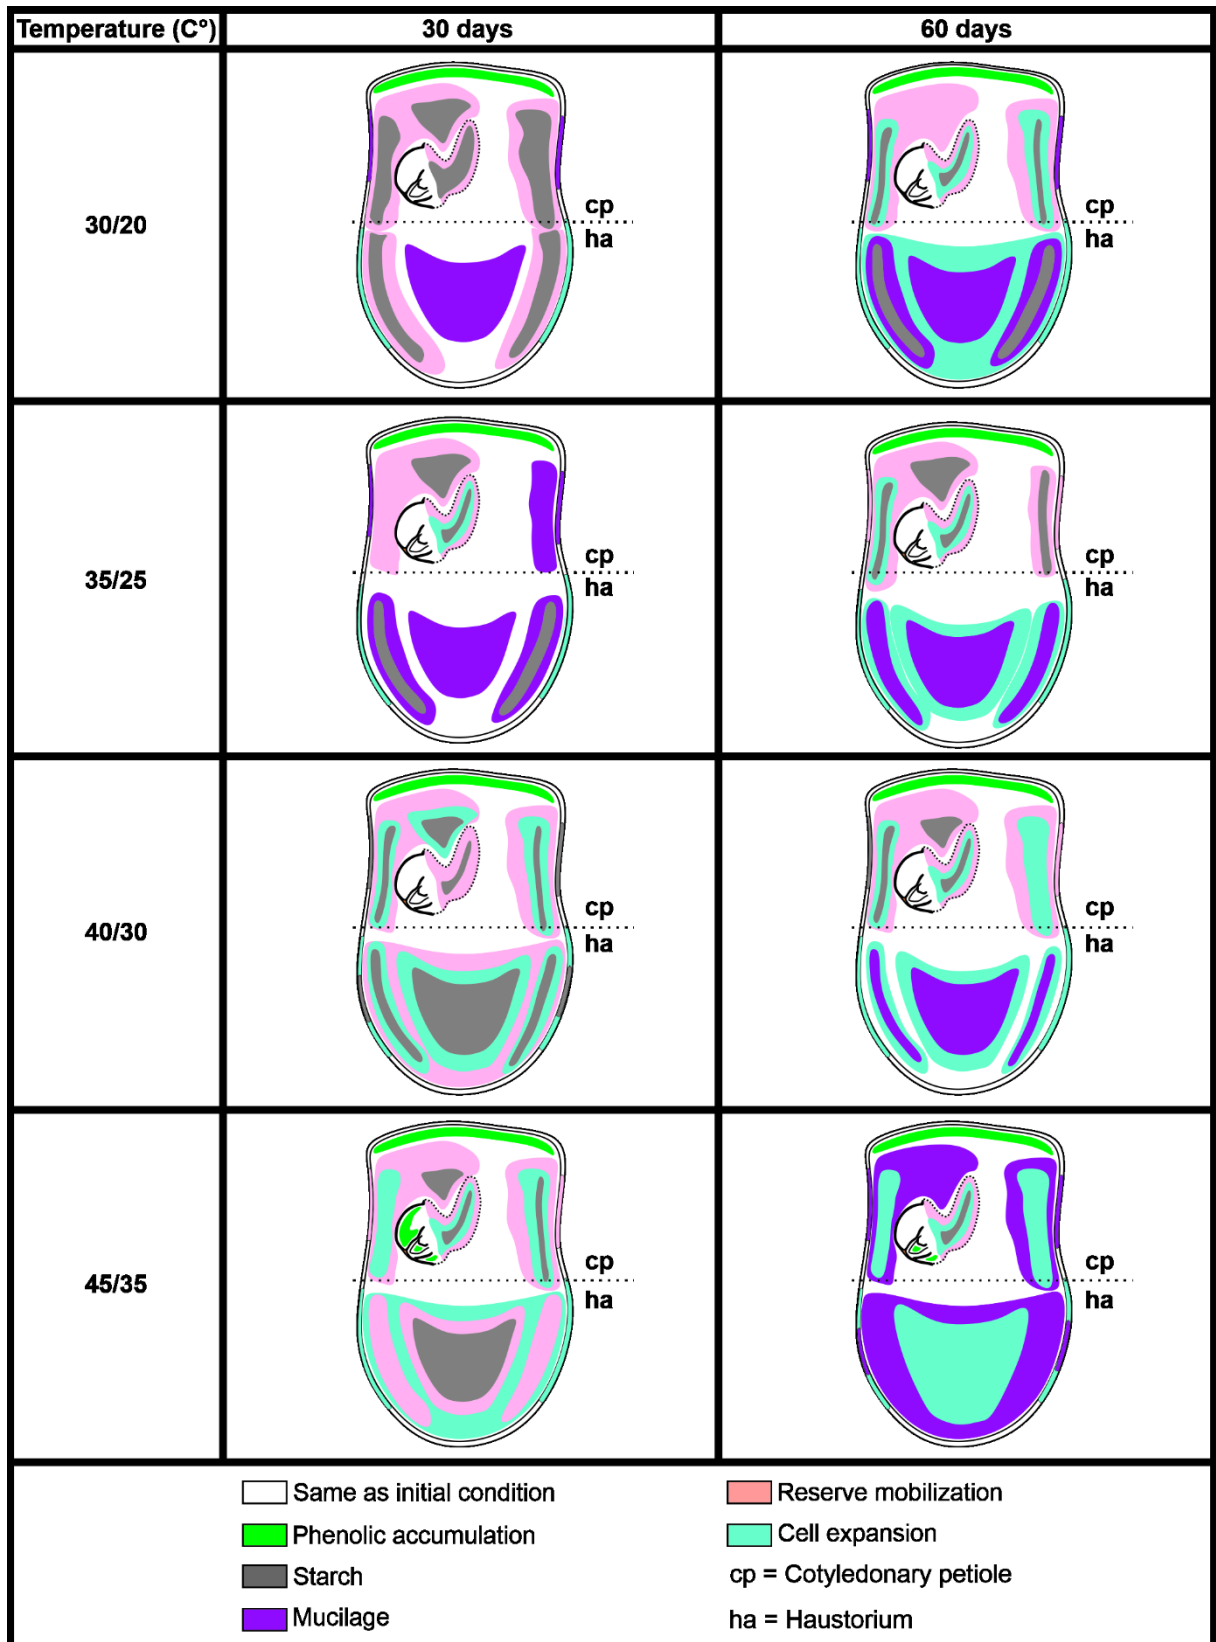 Temperature (C°) 30 days 60 days
cp
ha
cp
ha
30/20
cp
ha
cp
ha
35/25
cp
ha
cp
ha
40/30
cp
ha
cp
ha
45/35
Same as initial condition Reserve mobilization
Phenolic accumulation Cell expansion
Starch cp = Cotyledonary petiole
Mucilage ha = Haustorium